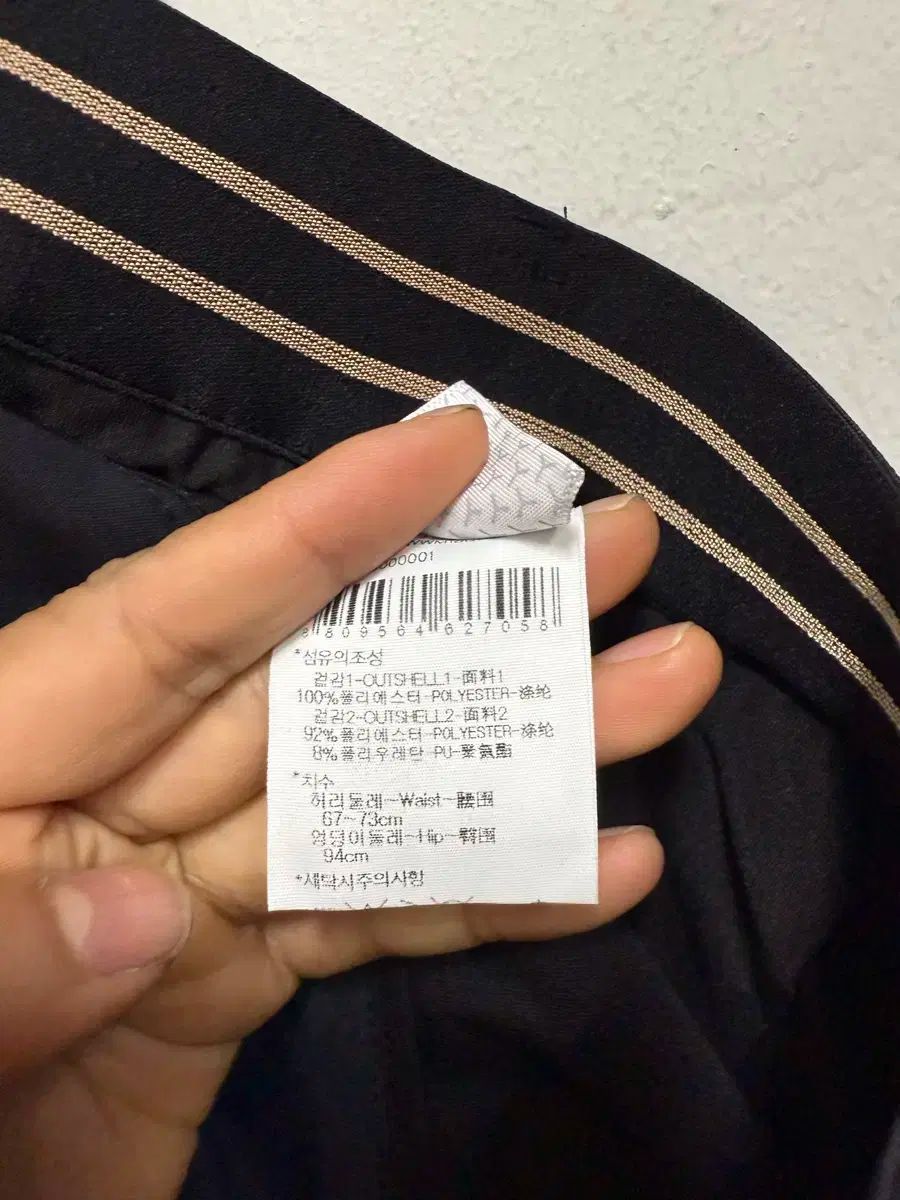 000001
8 809564 627058
*섬유의조성
겉감1-OUTSHELL1-面料1
100%폴리에스터-POLYESTER-涤纶
겉감2-OUTSHELL2-面料2
92%폴리에스터-POLYESTER-涤纶
8%폴리우레탄-PU-聚氨酯
*치수
허리둘레-Waist-腰围
67~73cm
엉덩이둘레-Hip-臀围
94cm
*세탁시주의사항